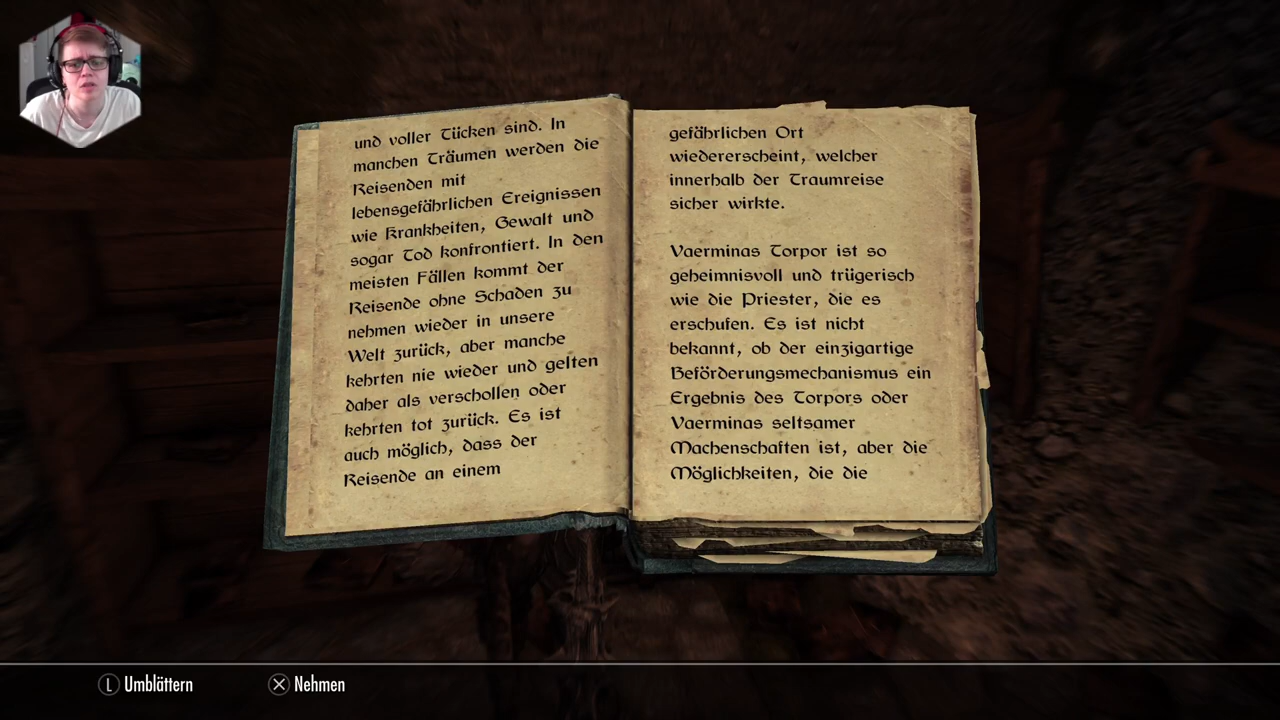 und voller Tücken sind. In
manchen Träumen werden die
Reisenden mit
lebensgefährlichen Ereignissen
wie Krankheiten, Gewalt und
sogar Tod konfrontiert. In den
meisten Fällen kommt der
Reisende ohne Schaden zu
nehmen wieder in unsere
Welt zurück, aber manche
kehrten nie wieder und gelten
daher als verschollen oder
kehrten tot zurück. Es ist
auch möglich, dass der
Reisende an einem
gefährlichen Ort
wiedererscheint, welcher
innerhalb der Traumreise
sicher wirkte.
Vaerminas Torpor ist so
geheimnisvoll und trügerisch
wie die Priester, die es
erschufen. Es ist nicht
bekannt, ob der einzigartige
Beförderungsmechanismus ein
Ergebnis des Torpors oder
Vaerminas seltsamer
Machenschaften ist, aber die
Möglichkeiten, die die
L Umblättern
X Nehmen